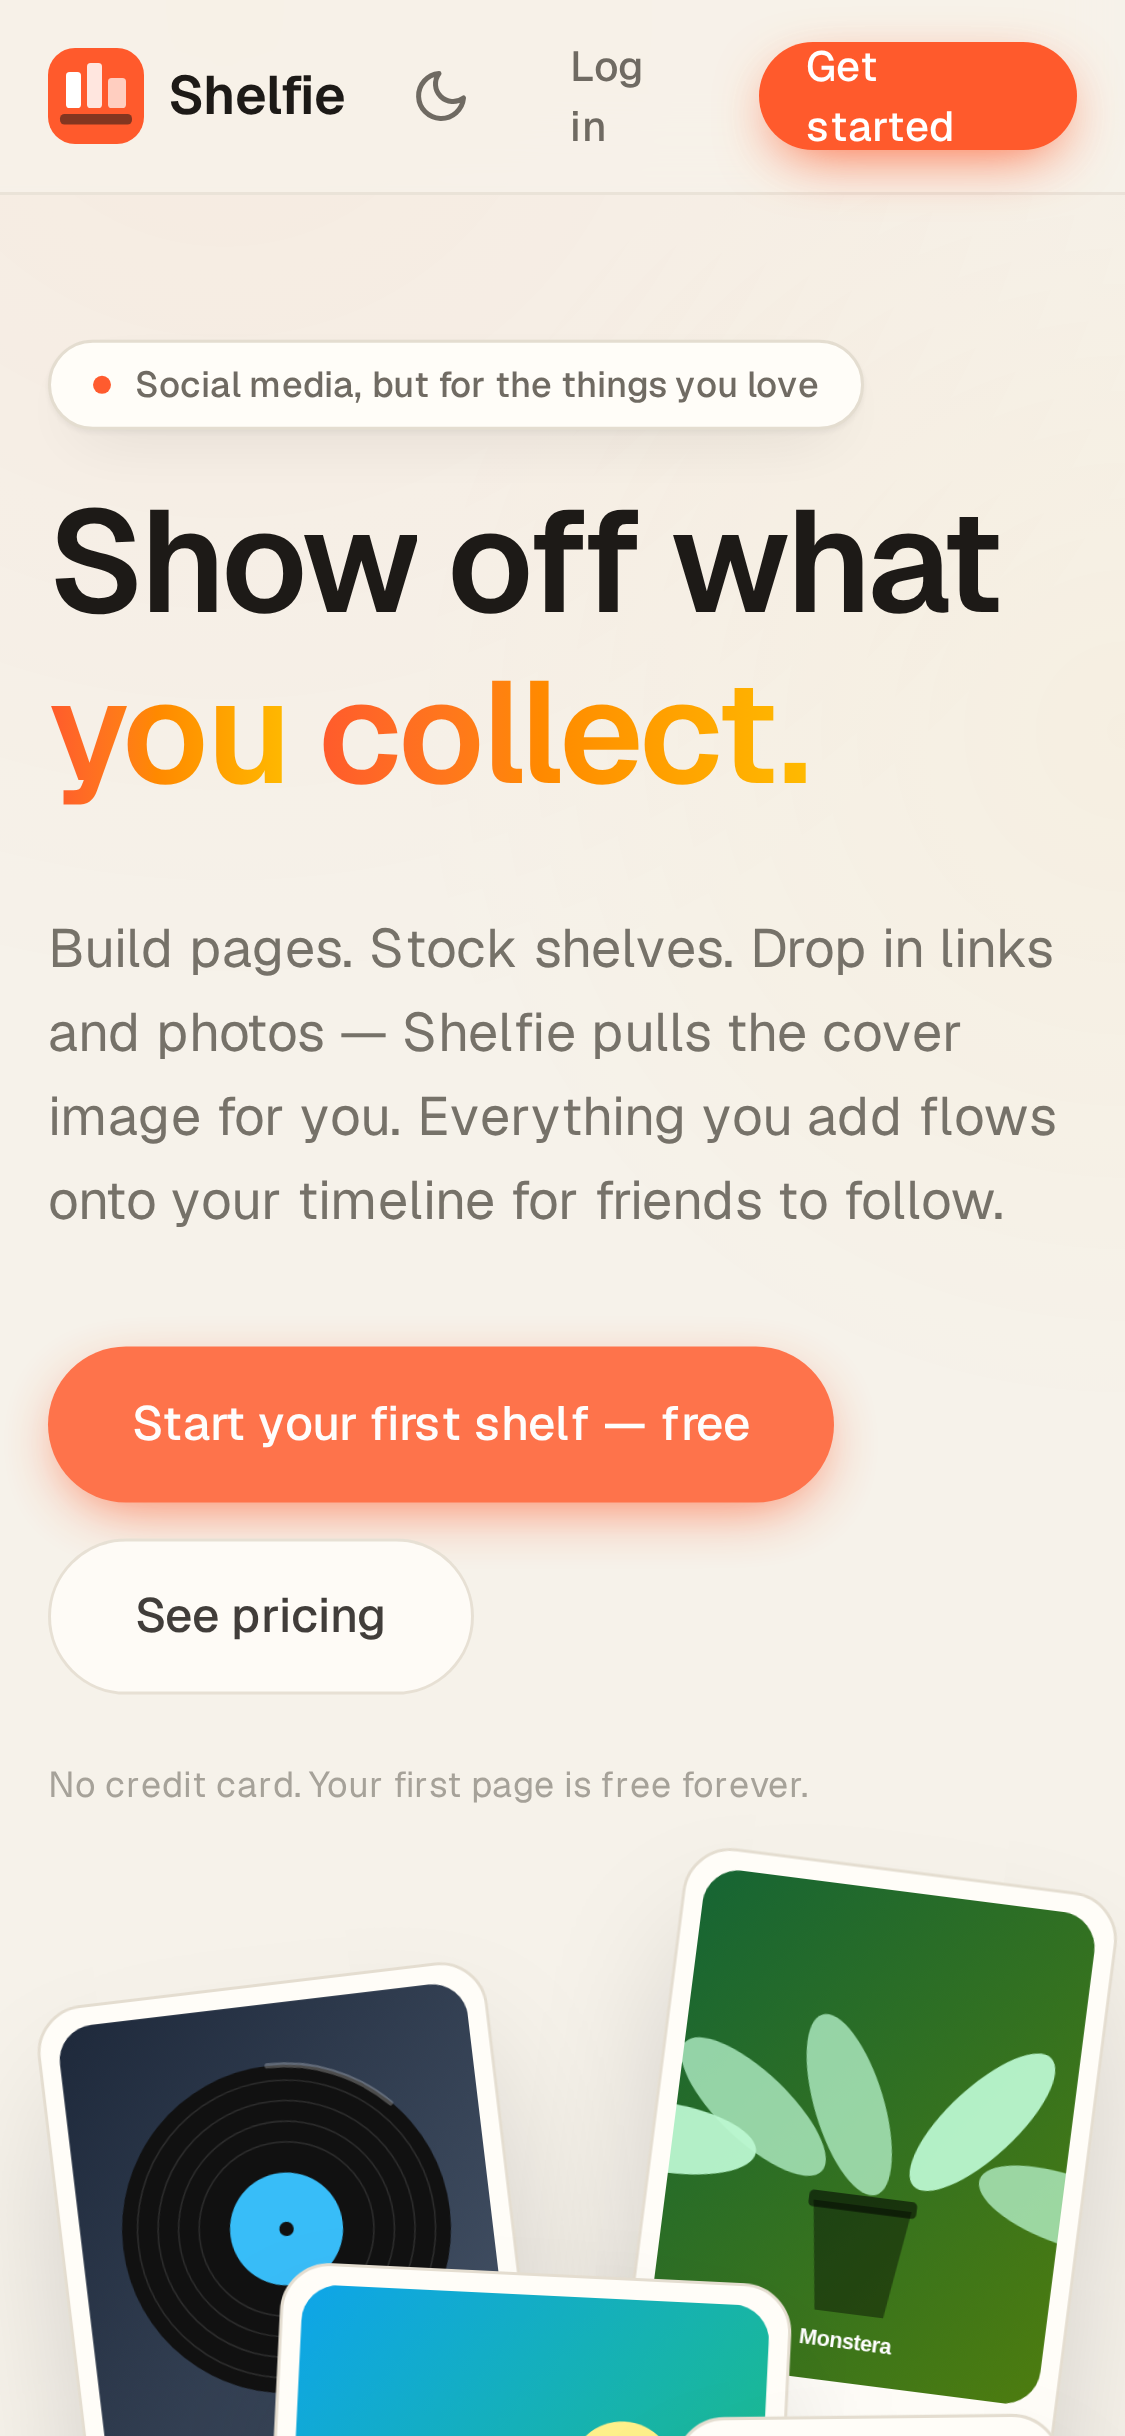 Shelfie
Log
in
Get
started
Social media, but for the things you love
Show off what
you collect.
Build pages. Stock shelves. Drop in links
and photos — Shelfie pulls the cover
image for you. Everything you add flows
onto your timeline for friends to follow.
Start your first shelf — free
See pricing
No credit card. Your first page is free forever.
Monstera